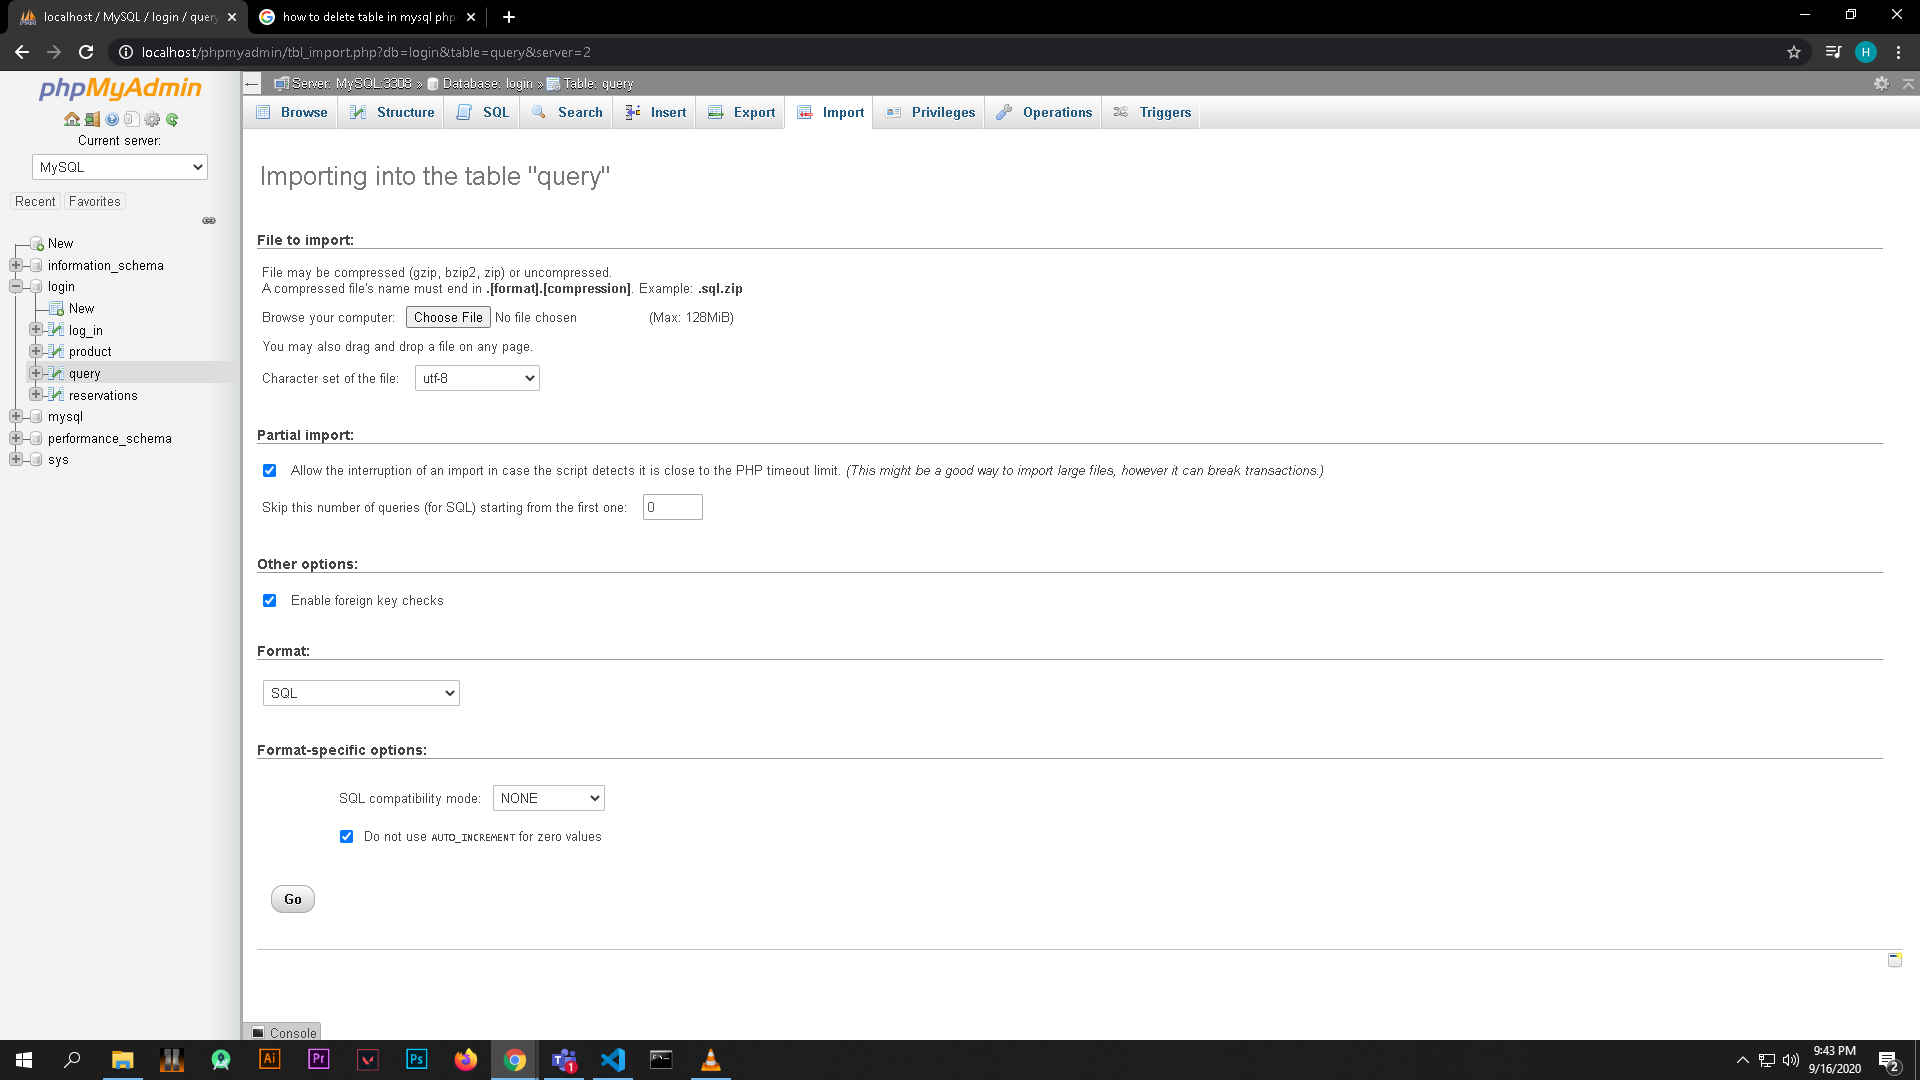 localhost / MySQL / login / query
how to delete table in mysql php
localhost/phpmyadmin/tbl_import.php?db=login&table=query&server=2
H
phpMyAdmin
Current server:
MySQL
Recent Favorites
New
information_schema
login
New
log_in
product
query
reservations
mysql
performance_schema
sys
Server: MySQL:3308 » Database: login » Table: query
Browse Structure SQL Search Insert Export Import Privileges Operations Triggers
Importing into the table "query"
File to import:
File may be compressed (gzip, bzip2, zip) or uncompressed.
A compressed file's name must end in .[format].[compression]. Example: .sql.zip
Browse your computer: Choose File No file chosen (Max: 128MiB)
You may also drag and drop a file on any page.
Character set of the file: utf-8
Partial import:
Allow the interruption of an import in case the script detects it is close to the PHP timeout limit. (This might be a good way to import large files, however it can break transactions.)
Skip this number of queries (for SQL) starting from the first one: 0
Other options:
Enable foreign key checks
Format:
SQL
Format-specific options:
SQL compatibility mode: NONE
Do not use AUTO_INCREMENT for zero values
Go
Console
Ai Pr Ps 1
9:43 PM
9/16/2020
2